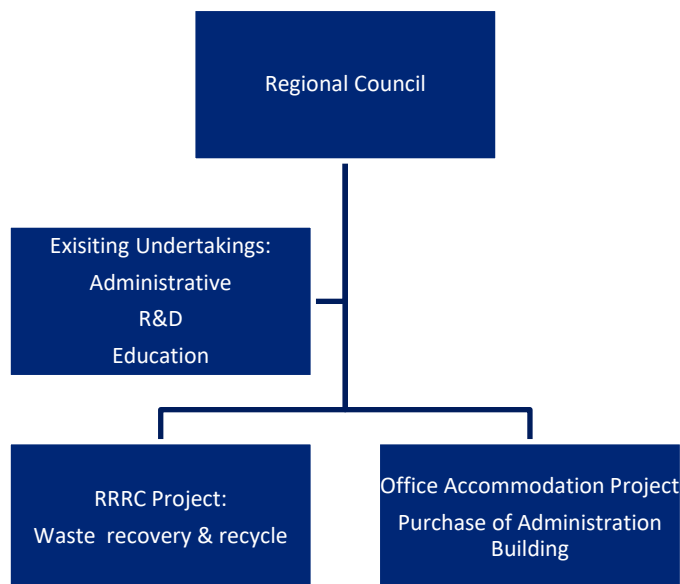 Regional Council
Exisiting Undertakings:
Administrative
R&D
Education
RRRC Project:
Waste recovery & recycle
Office Accommodation Project
Purchase of Administration
Building